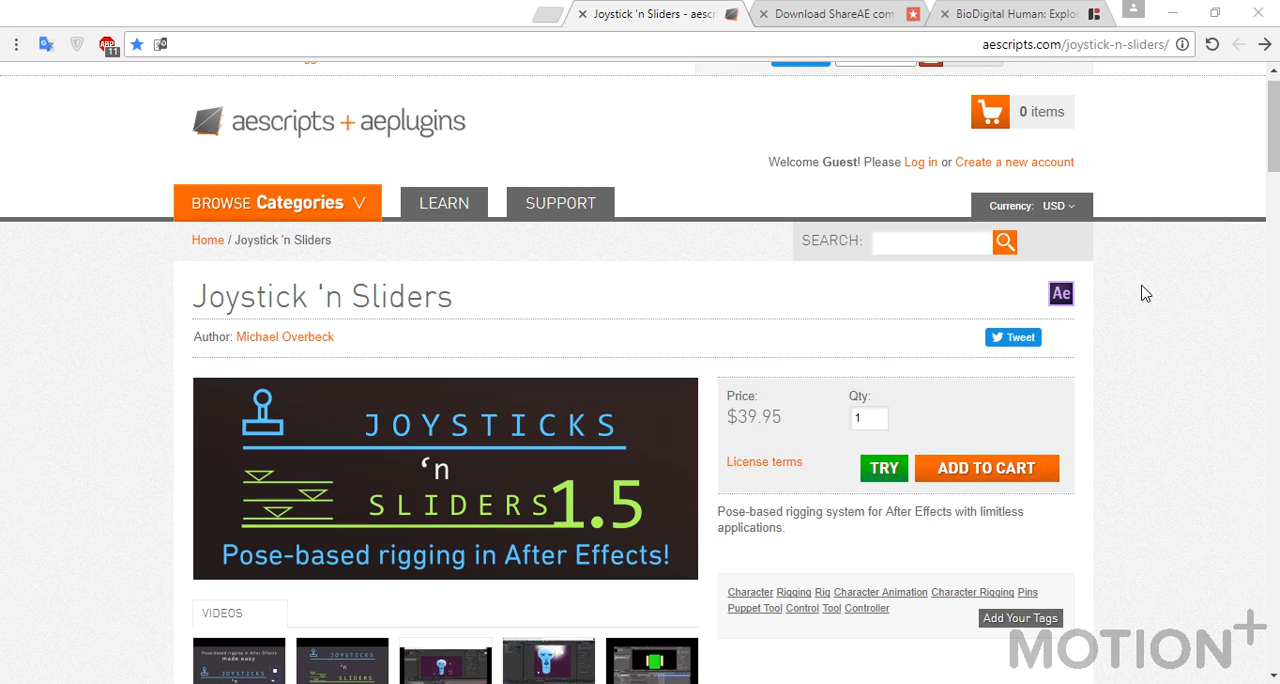 Joystick 'n Sliders - aescr
Download ShareAE com
BioDigital Human: Explo
11
aescripts.com/joystick-n-sliders/
aescripts + aeplugins
0 items
Welcome Guest! Please Log in or Create a new account
BROWSE Categories
LEARN
SUPPORT
Currency: USD
Home / Joystick 'n Sliders
SEARCH:
Joystick 'n Sliders
Ae
Author: Michael Overbeck
Tweet
JOYSTICKS
'n
SLIDERS 1.5
Pose-based rigging in After Effects!
Price:
$39.95
Qty:
1
License terms
TRY
ADD TO CART
Pose-based rigging system for After Effects with limitless
applications.
Character Rigging Rig Character Animation Character Rigging Pins
Puppet Tool Control Tool Controller
Add Your Tags
VIDEOS
MOTION+